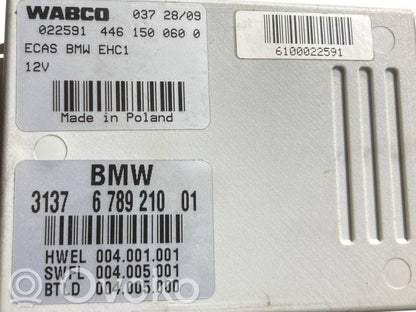 WABCO 037 28/09
022591 446 150 060 0
ECAS BMW EHC1
12V
Made in Poland
6100022591
BMW
3137 6 789 210 01
HWEL 004.001.001
SWFL 004.005.001
BTLD 004.005.000
Ovoko